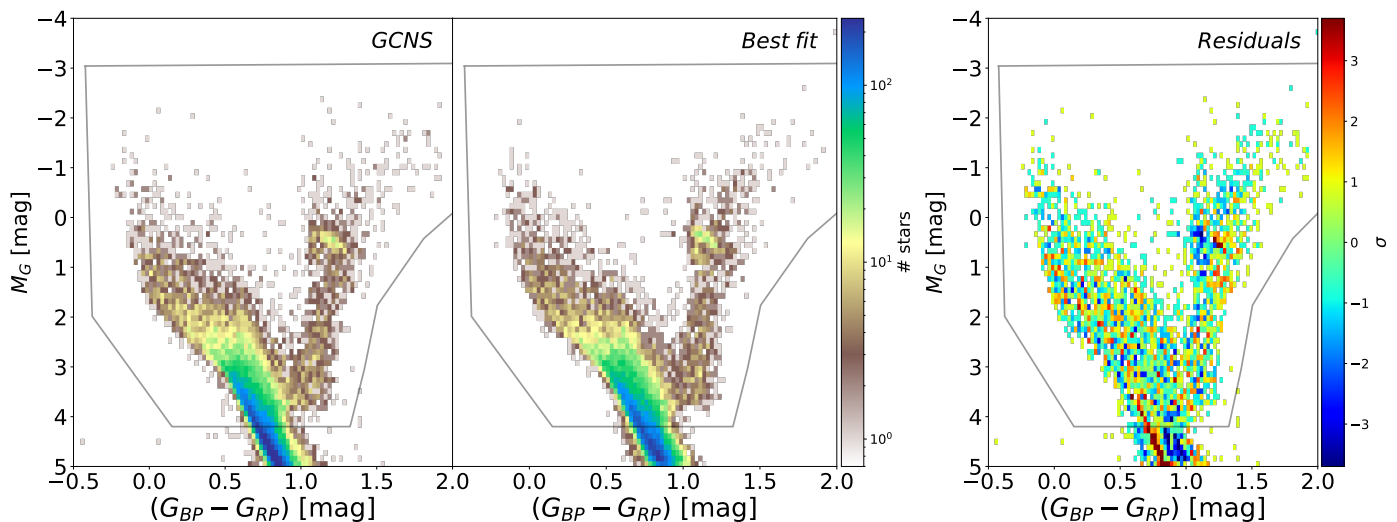 GCNS
Best fit
Residuals
−4
−3
−2
−1
0
1
2
3
4
5
M_G [mag]
−0.5 0.0 0.5 1.0 1.5 2.0
(G_BP − G_RP) [mag]
0.0 0.5 1.0 1.5 2.0
(G_BP − G_RP) [mag]
10^2
10^1
10^0
# stars
−4
−3
−2
−1
0
1
2
3
4
5
M_G [mag]
−0.5 0.0 0.5 1.0 1.5 2.0
(G_BP − G_RP) [mag]
3
2
1
0
−1
−2
−3
σ